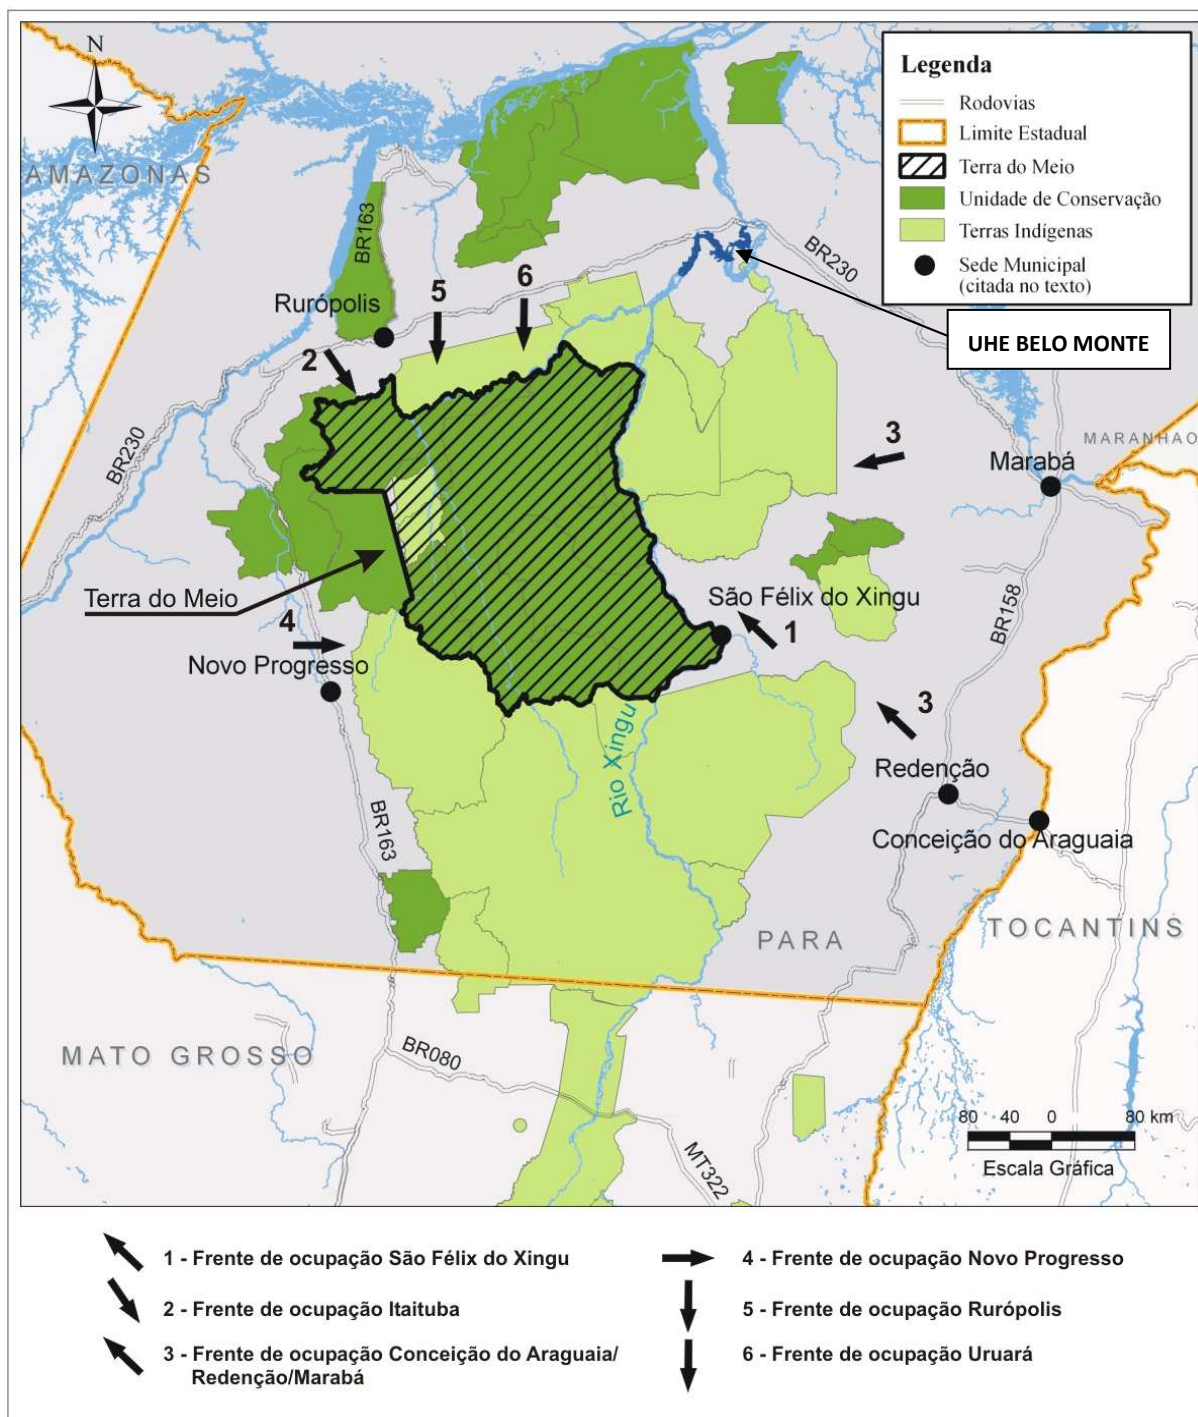 N
AMAZONAS
Legenda
Rodovias
Limite Estadual
Terra do Meio
Unidade de Conservação
Terras Indígenas
Sede Municipal
(citada no texto)
UHE BELO MONTE
BR163
BR230
Rurópolis
5
6
2
3
MARANHAO
Marabá
BR230
Terra do Meio
São Félix do Xingu
BR158
4
1
Novo Progresso
3
Rio Xingu
Redenção
BR163
Conceição do Araguaia
PARA
TOCANTINS
MATO GROSSO
BR080
MT322
80 40 0 80 km
Escala Gráfica
1 - Frente de ocupação São Félix do Xingu
2 - Frente de ocupação Itaituba
3 - Frente de ocupação Conceição do Araguaia/
Redenção/Marabá
4 - Frente de ocupação Novo Progresso
5 - Frente de ocupação Rurópolis
6 - Frente de ocupação Uruará